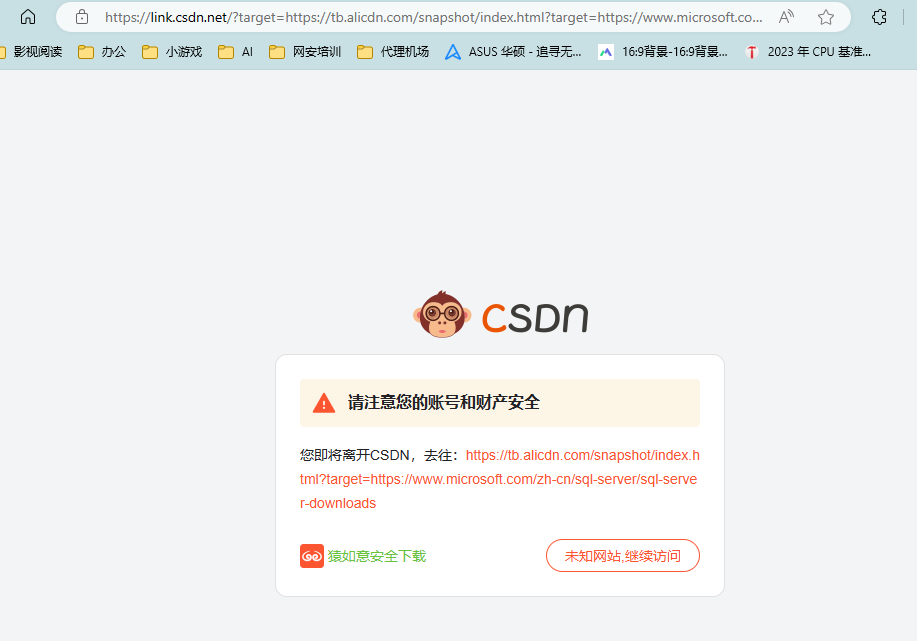 https://link.csdn.net/?target=https://tb.alicdn.com/snapshot/index.html?target=https://www.microsoft.co...
影视阅读 办公 小游戏 AI 网安培训 代理机场 ASUS 华硕 - 追寻无... 16:9背景-16:9背景... 2023 年 CPU 基准...
CSDN
请注意您的账号和财产安全
您即将离开CSDN，去往：https://tb.alicdn.com/snapshot/index.h
tml?target=https://www.microsoft.com/zh-cn/sql-server/sql-serve
r-downloads
猿如意安全下载 未知网站,继续访问